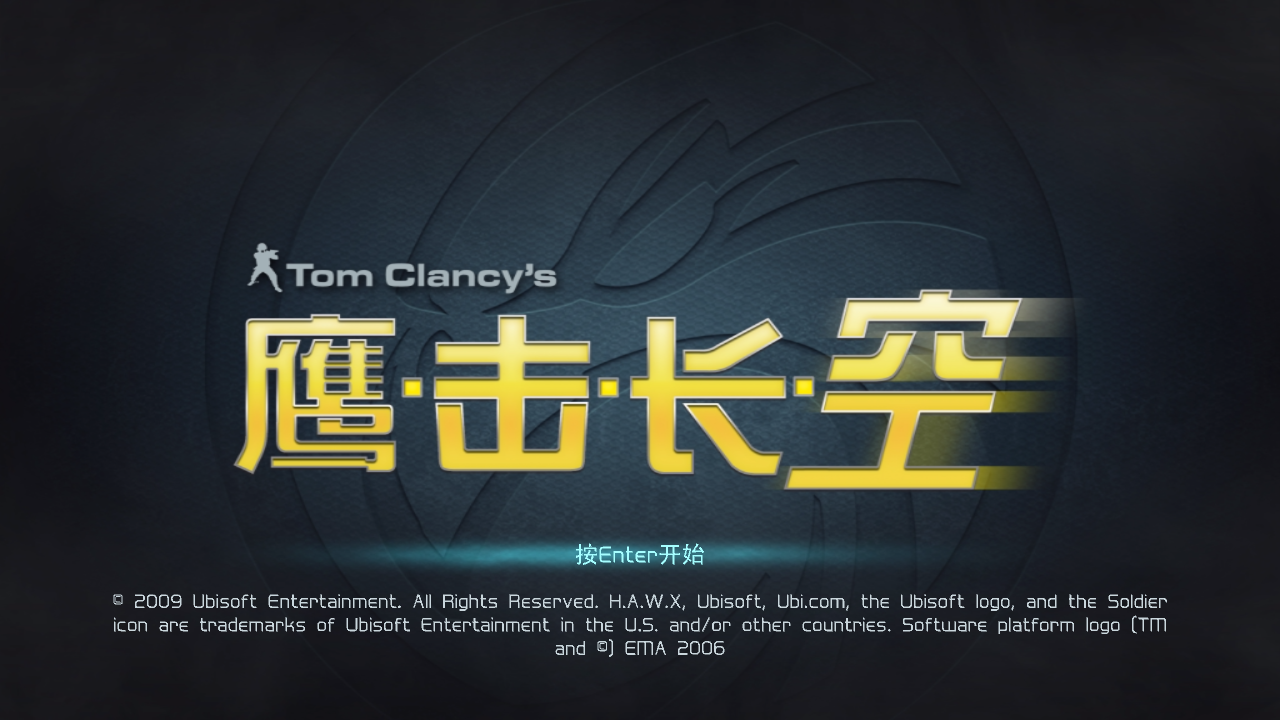 Tom Clancy's
鹰·击·长·空
按Enter开始
© 2009 Ubisoft Entertainment. All Rights Reserved. H.A.W.X, Ubisoft, Ubi.com, the Ubisoft logo, and the Soldier
icon are trademarks of Ubisoft Entertainment in the U.S. and/or other countries. Software platform logo (TM
and ©) EMA 2006